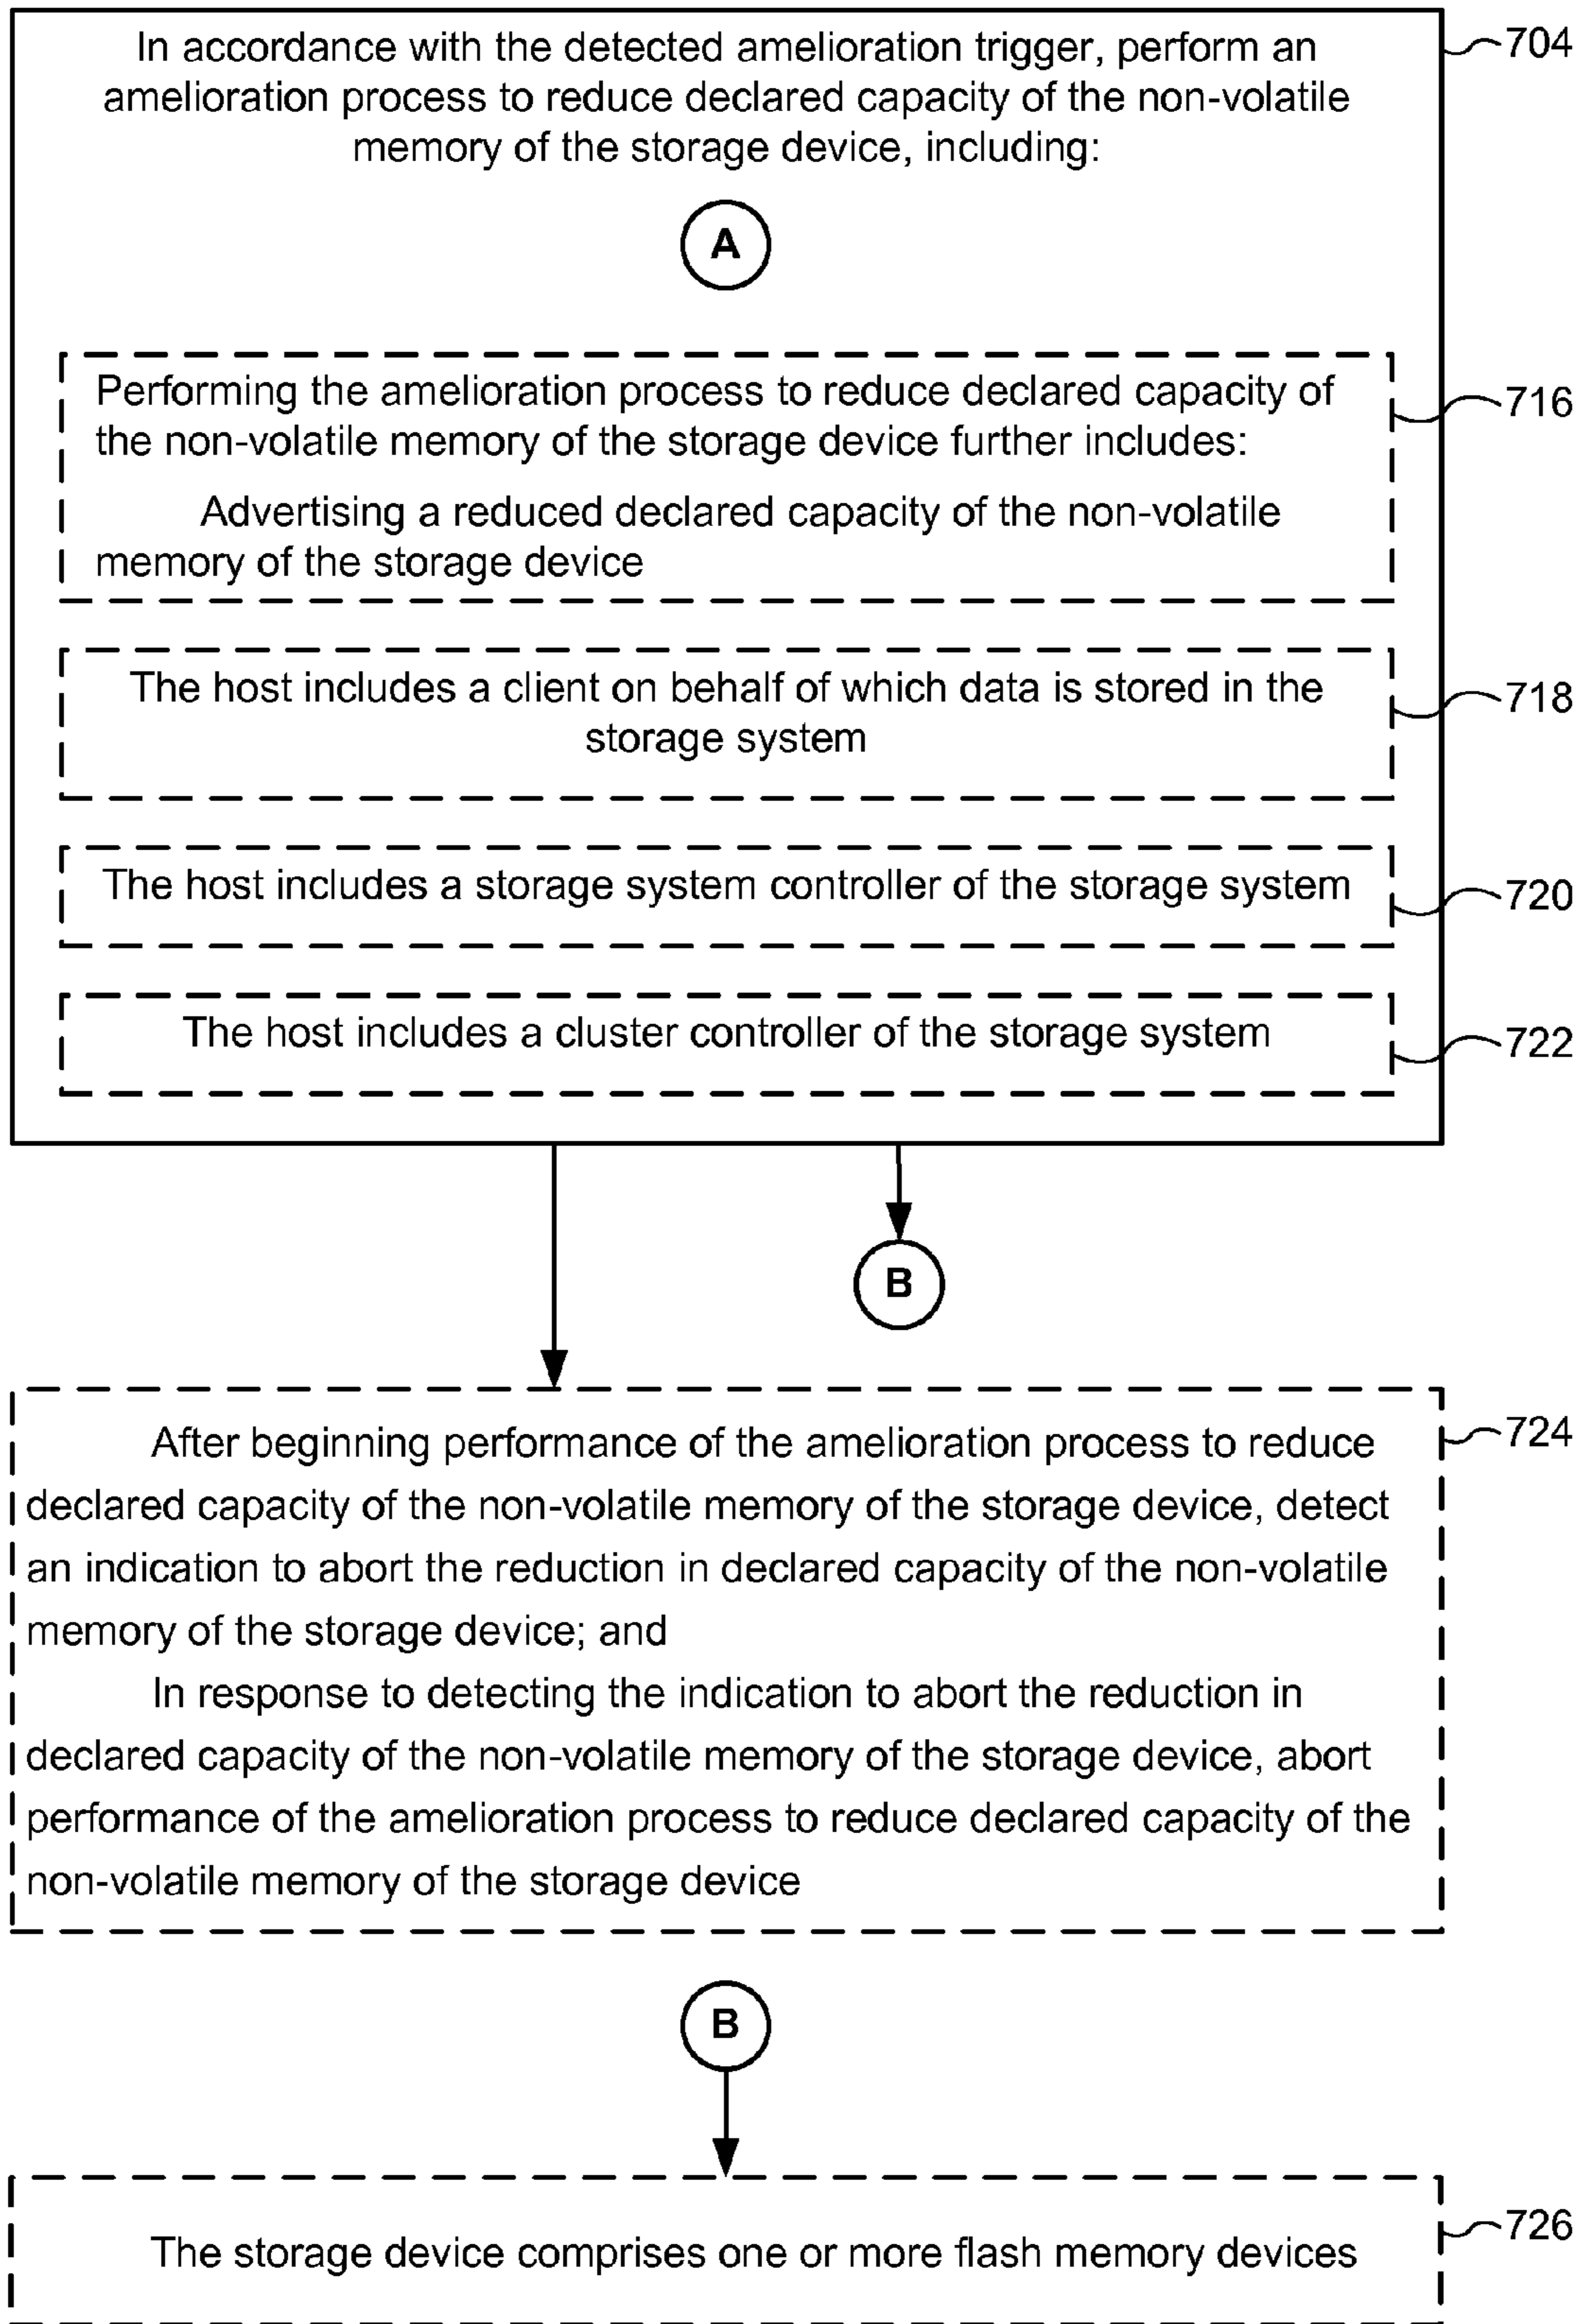 In accordance with the detected amelioration trigger, perform an
704
amelioration process to reduce declared capacity of the non-volatile
memory of the storage device, including:
A
Performing the amelioration process to reduce declared capacity of
716
the non-volatile memory of the storage device further includes:
Advertising a reduced declared capacity of the non-volatile
memory of the storage device
The host includes a client on behalf of which data is stored in the
718
storage system
The host includes a storage system controller of the storage system
720
The host includes a cluster controller of the storage system
722
B
After beginning performance of the amelioration process to reduce
724
declared capacity of the non-volatile memory of the storage device, detect
an indication to abort the reduction in declared capacity of the non-volatile
memory of the storage device; and
In response to detecting the indication to abort the reduction in
declared capacity of the non-volatile memory of the storage device, abort
performance of the amelioration process to reduce declared capacity of the
non-volatile memory of the storage device
B
726
The storage device comprises one or more flash memory devices